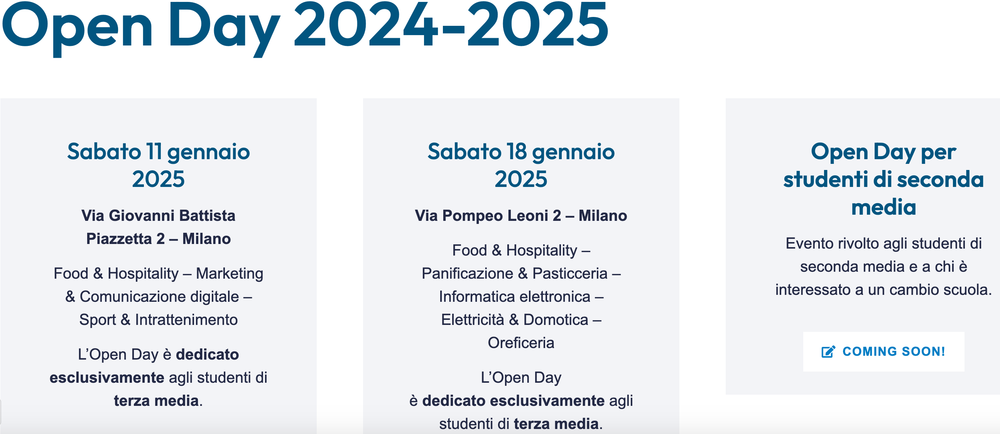 Open Day 2024-2025
Sabato 11 gennaio
2025
Via Giovanni Battista
Piazzetta 2 – Milano
Food & Hospitality – Marketing
& Comunicazione digitale –
Sport & Intrattenimento
L’Open Day è dedicato
esclusivamente agli studenti di
terza media.
Sabato 18 gennaio
2025
Via Pompeo Leoni 2 – Milano
Food & Hospitality –
Panificazione & Pasticceria –
Informatica elettronica –
Elettricità & Domotica –
Oreficeria
L’Open Day
è dedicato esclusivamente agli
studenti di terza media.
Open Day per
studenti di seconda
media
Evento rivolto agli studenti di
seconda media e a chi è
interessato a un cambio scuola.
COMING SOON!